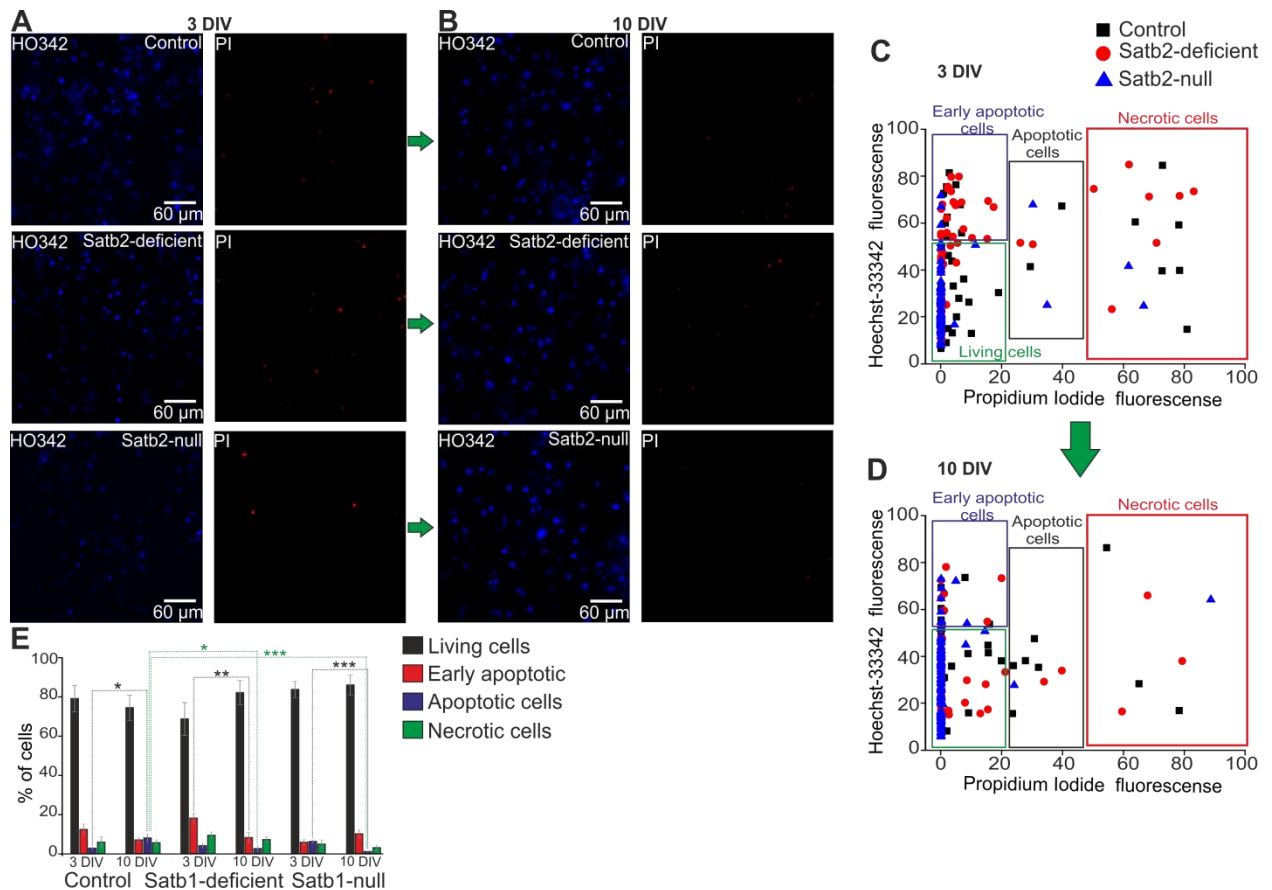 A
3 DIV
B
10 DIV
HO342
Control
PI
HO342
Control
PI
60 µm
60 µm
HO342
Satb2-deficient
PI
HO342
Satb2-deficient
PI
60 µm
60 µm
HO342
Satb2-null
PI
HO342
Satb2-null
PI
60 µm
60 µm
Control
Satb2-deficient
Satb2-null
C
3 DIV
Early apoptotic
cells
Apoptotic
cells
Necrotic cells
Living cells
Hoechst-33342 fluorescense
100
80
60
40
20
0
0 20 40 60 80 100
Propidium Iodide fluorescense
D
10 DIV
Early apoptotic
cells
Apoptotic
cells
Necrotic cells
Hoechst-33342 fluorescense
100
80
60
40
20
0
0 20 40 60 80 100
Propidium Iodide fluorescense
E
Living cells
Early apoptotic
Apoptotic cells
Necrotic cells
% of cells
100
80
60
40
20
0
* ** *** * ***
3 DIV 10 DIV 3 DIV 10 DIV 3 DIV 10 DIV
Control Satb1-deficient Satb1-null